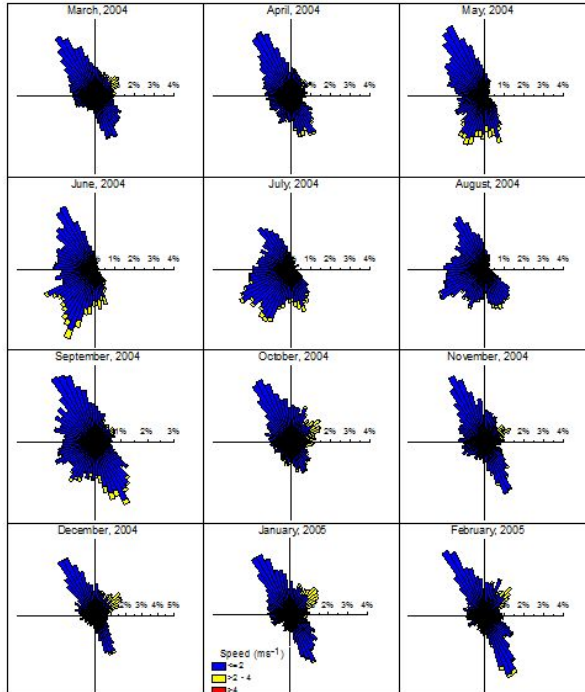 March, 2004
2% 3% 4%
April, 2004
2% 3% 4%
May, 2004
1% 2% 3% 4%
June, 2004
1% 2% 3% 4%
July, 2004
1% 2% 3% 4%
August, 2004
1% 2% 3% 4%
September, 2004
1% 2% 3%
October, 2004
2% 3% 4%
November, 2004
1% 2% 3% 4%
December, 2004
2% 3% 4% 5%
January, 2005
2% 3% 4%
February, 2005
2% 3% 4%
Speed (ms⁻¹)
<=2
>2 - 4
>4